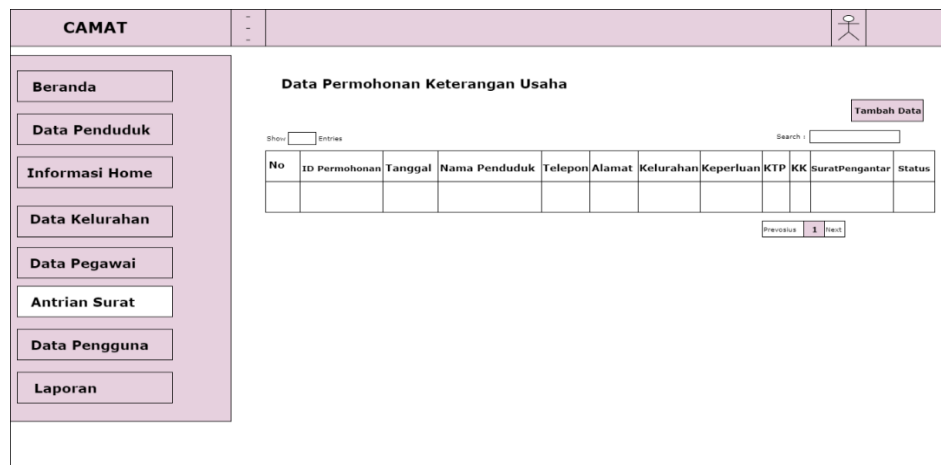 CAMAT
Beranda
Data Penduduk
Informasi Home
Data Kelurahan
Data Pegawai
Antrian Surat
Data Pengguna
Laporan
Data Permohonan Keterangan Usaha
Tambah Data
Show Entries
Search :
No ID Permohonan Tanggal Nama Penduduk Telepon Alamat Kelurahan Keperluan KTP KK SuratPengantar Status
Prevosius 1 Next